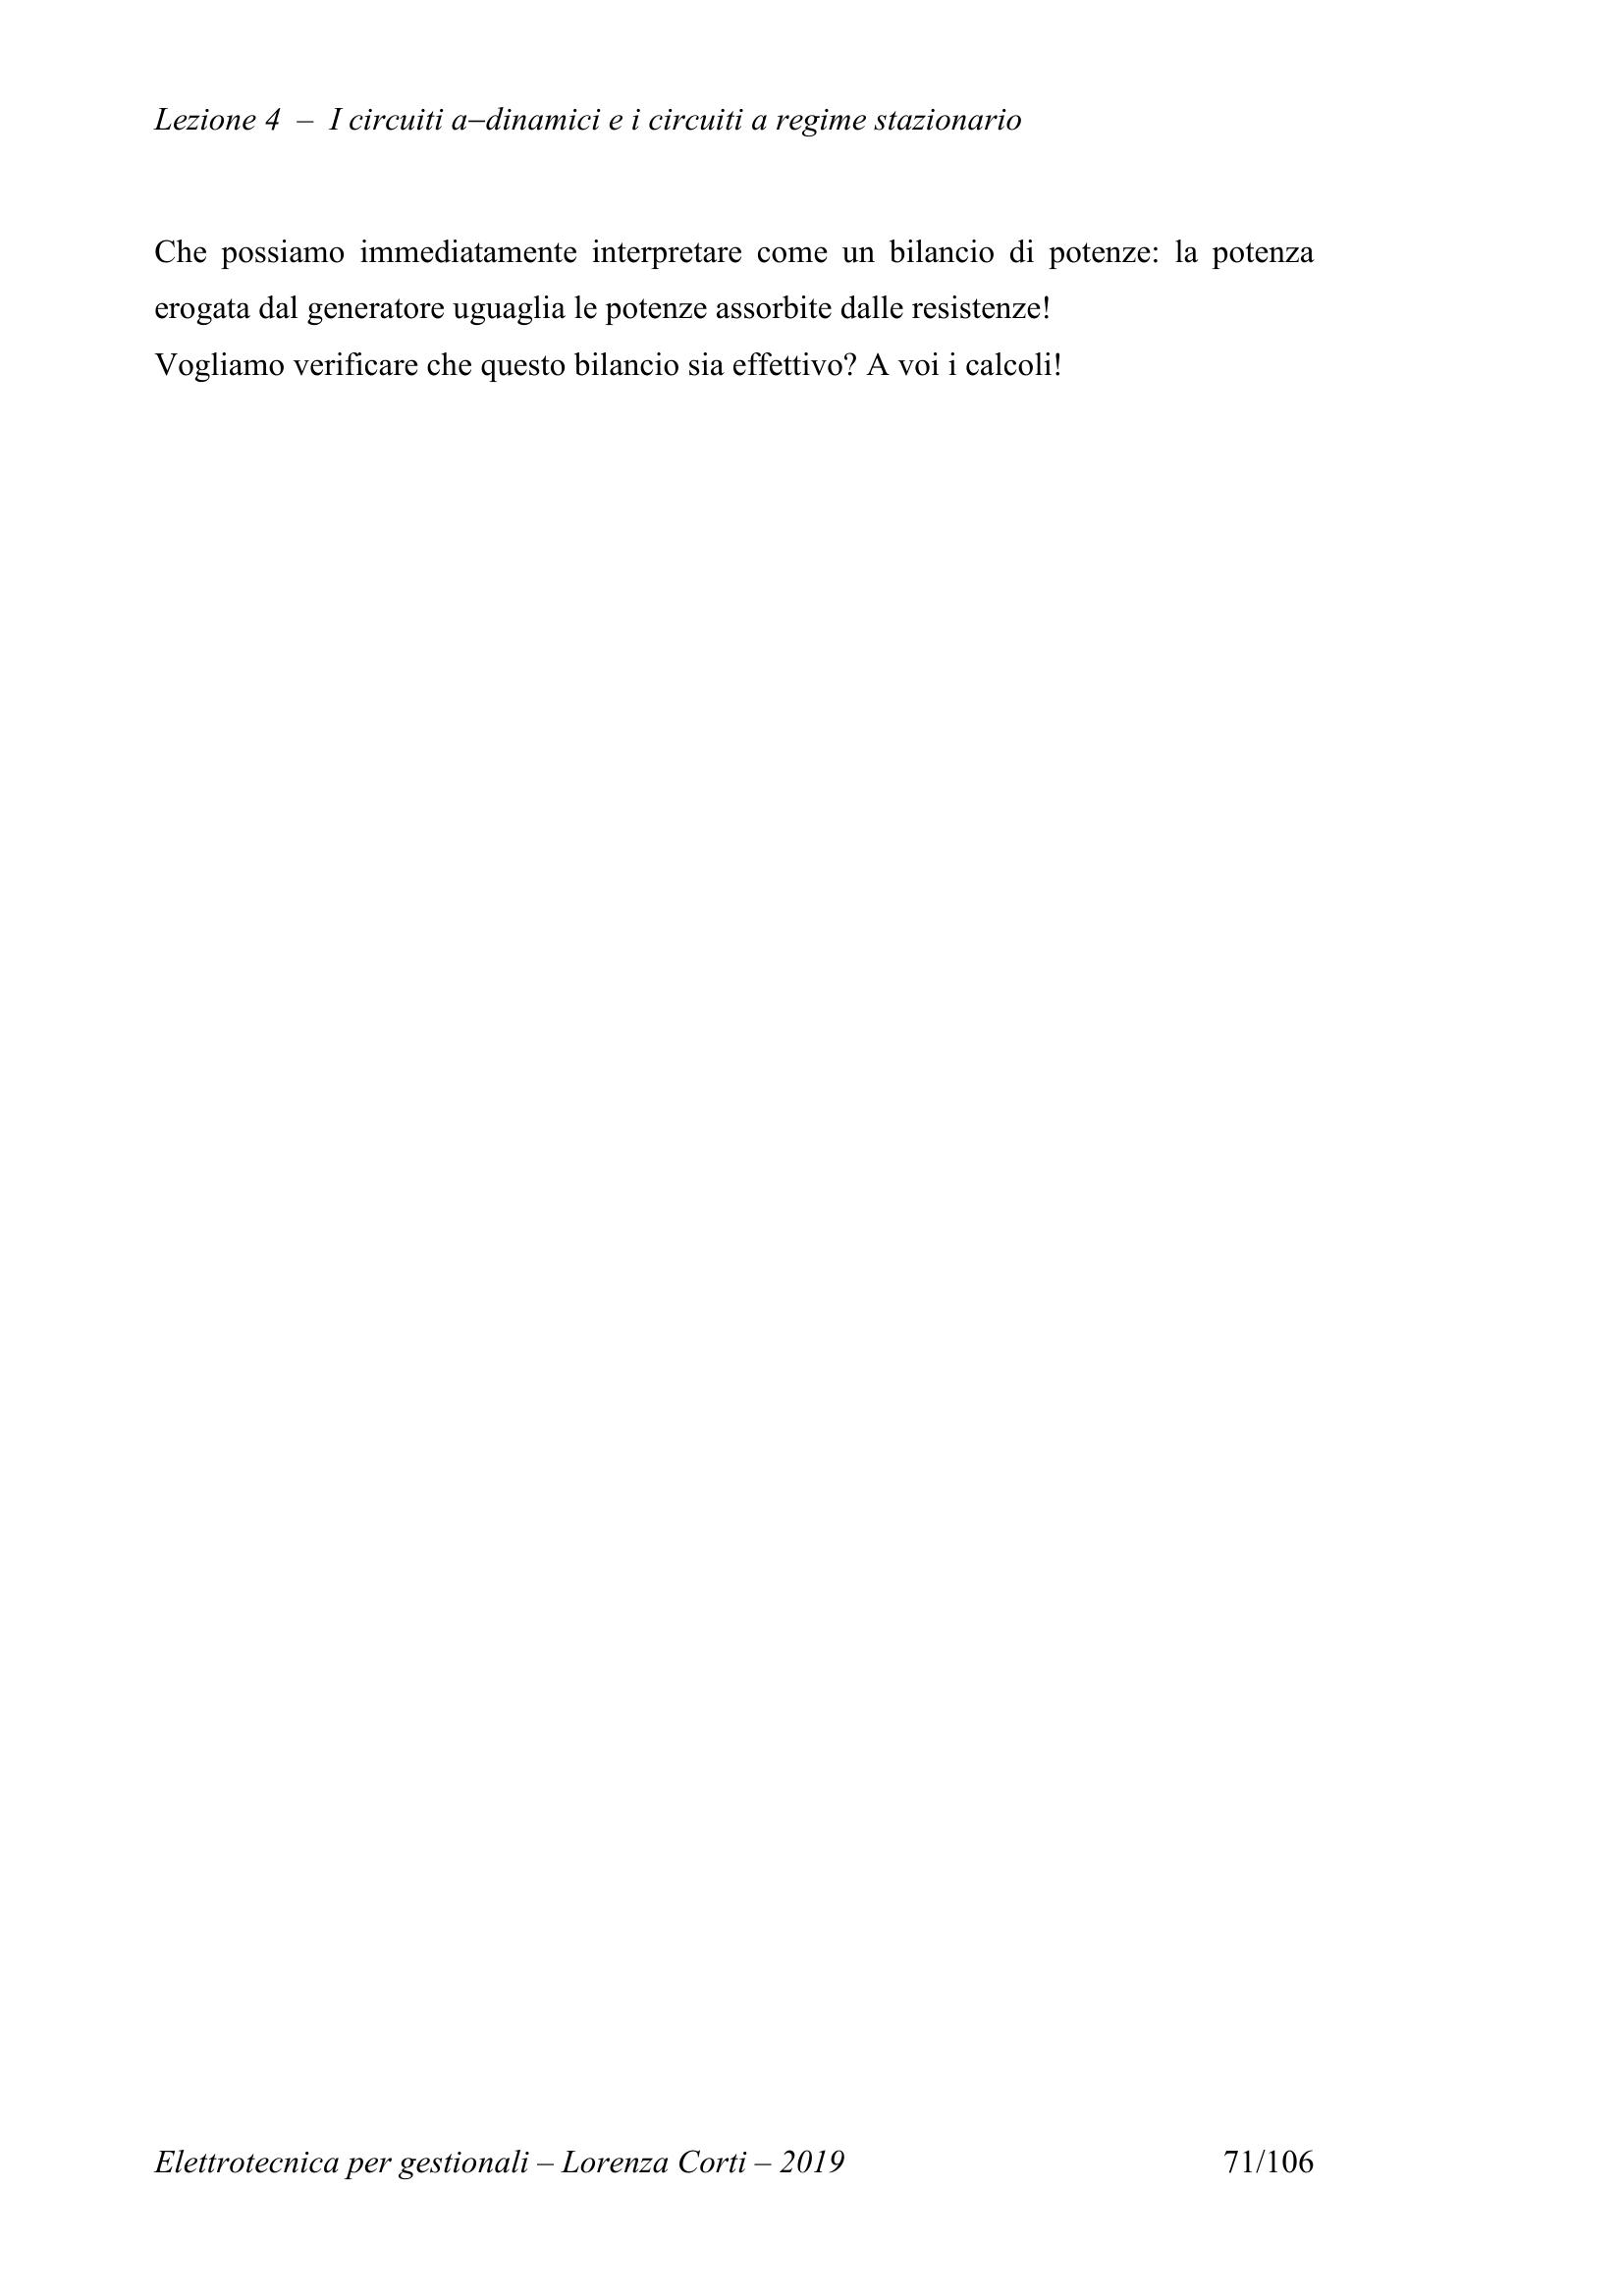 Lezione 4 – I circuiti a–dinamici e i circuiti a regime stazionario
Che possiamo immediatamente interpretare come un bilancio di potenze: la potenza
erogata dal generatore uguaglia le potenze assorbite dalle resistenze!
Vogliamo verificare che questo bilancio sia effettivo? A voi i calcoli!
Elettrotecnica per gestionali – Lorenza Corti – 2019 71/106